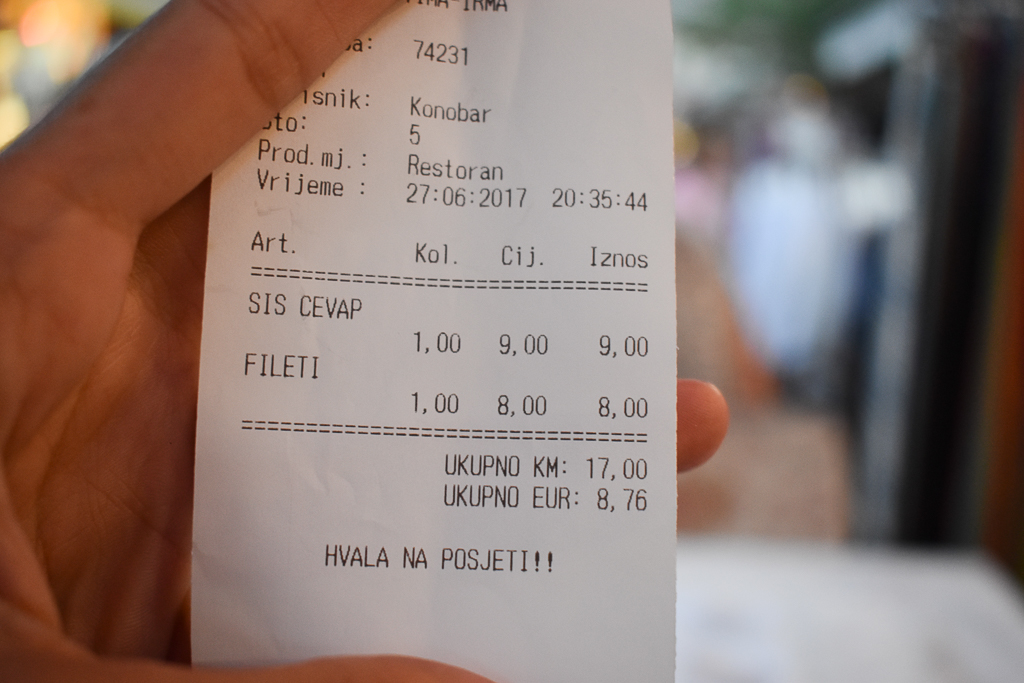 IRMA
74231
Konobar
5
Prod.mj.: Restoran
Vrijeme : 27:06:2017 20:35:44
Art. Kol. Cij. Iznos
================================
SIS CEVAP
1,00 9,00 9,00
FILETI
1,00 8,00 8,00
================================
UKUPNO KM: 17,00
UKUPNO EUR: 8,76
HVALA NA POSJETI!!